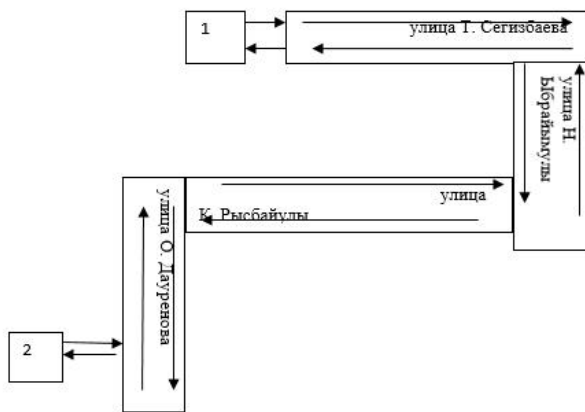 1
улица Т. Сегизбаева
улица Н.
Ыбрайымулы
улица
К. Рысбайулы
улица О. Дауренова
2